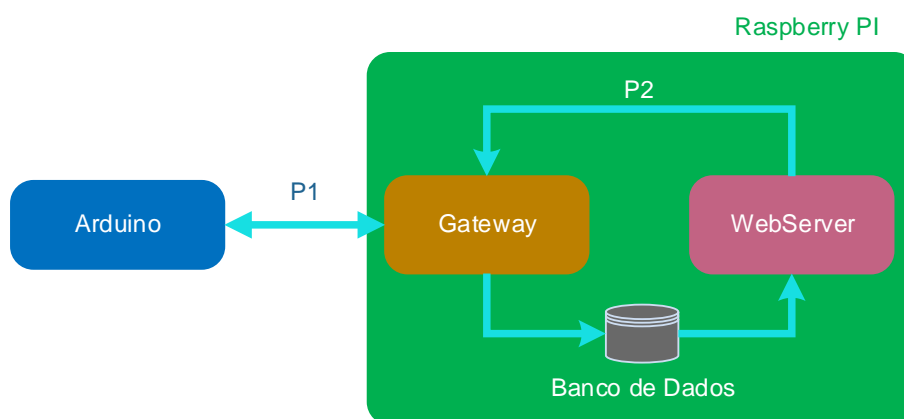 Raspberry PI
P2
P1
Arduino
Gateway
WebServer
Banco de Dados